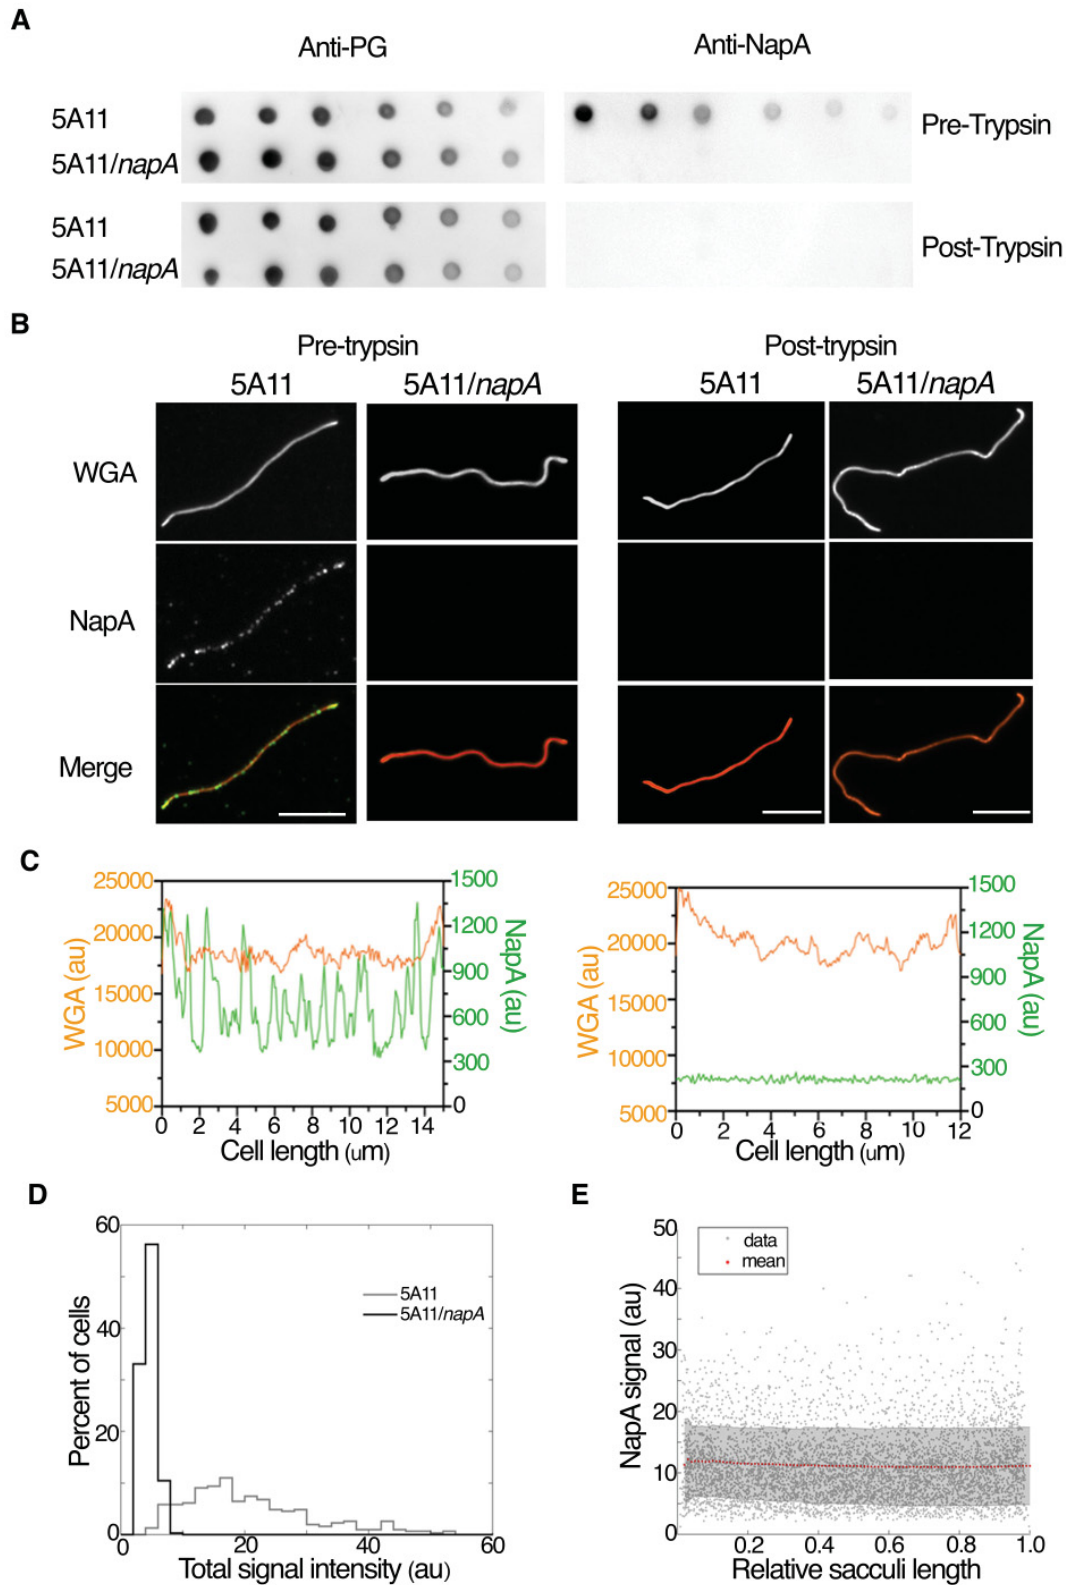 A
Anti-PG Anti-NapA
5A11
5A11/napA
Pre-Trypsin
5A11
5A11/napA
Post-Trypsin
B
Pre-trypsin Post-trypsin
5A11 5A11/napA 5A11 5A11/napA
WGA
NapA
Merge
C
25000
20000
15000
10000
5000
WGA (au)
1500
1200
900
600
300
0
NapA (au)
0 2 4 6 8 10 12 14
Cell length (um)
25000
20000
15000
10000
5000
WGA (au)
1500
1200
900
600
300
0
NapA (au)
0 2 4 6 8 10 12
Cell length (um)
D
60
40
20
0
Percent of cells
5A11
5A11/napA
0 20 40 60
Total signal intensity (au)
E
50
40
30
20
10
0
NapA signal (au)
data
mean
0.2 0.4 0.6 0.8 1.0
Relative sacculi length